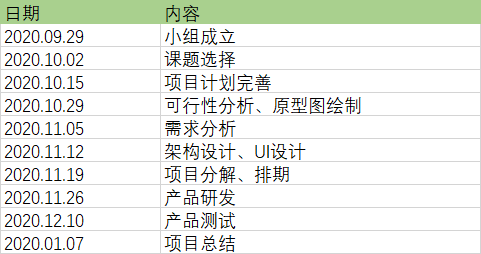 日期 内容
2020.09.29 小组成立
2020.10.02 课题选择
2020.10.15 项目计划完善
2020.10.29 可行性分析、原型图绘制
2020.11.05 需求分析
2020.11.12 架构设计、UI设计
2020.11.19 项目分解、排期
2020.11.26 产品研发
2020.12.10 产品测试
2020.01.07 项目总结